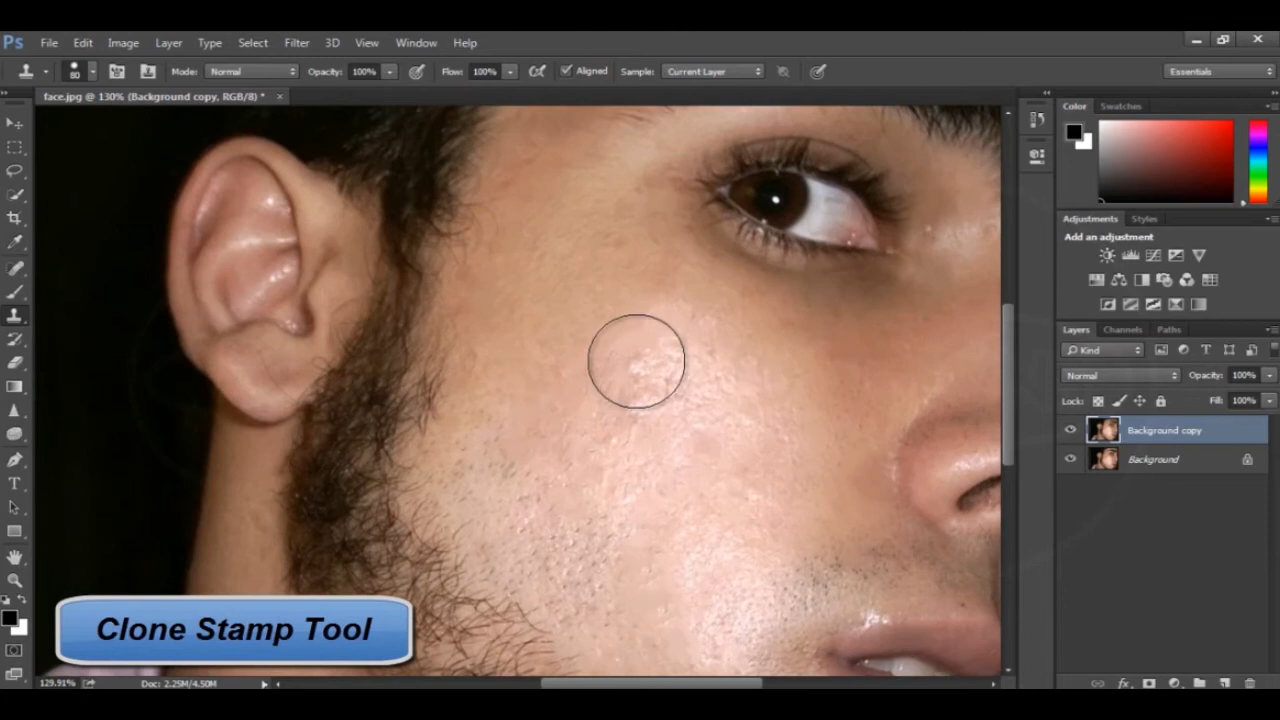 Ps File Edit Image Layer Type Select Filter 3D View Window Help
80 Mode: Normal Opacity: 100% Flow: 100% Aligned Sample: Current Layer Essentials
face.jpg @ 130% (Background copy, RGB/8) * ×
Color Swatches
Adjustments Styles
Add an adjustment
Layers Channels Paths
Kind
Normal Opacity: 100%
Lock: Fill: 100%
Background copy
Background
T
Clone Stamp Tool
129.91% Doc: 2.25M/4.50M
fx